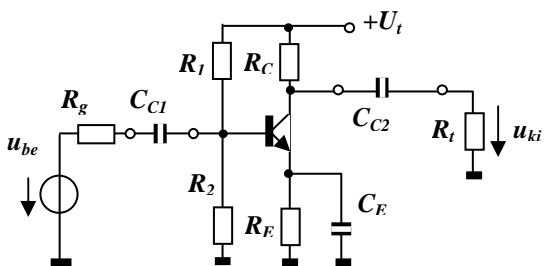 +U_t
R_1
R_C
R_g
C_C1
C_C2
R_t
u_ki
u_be
R_2
R_E
C_E